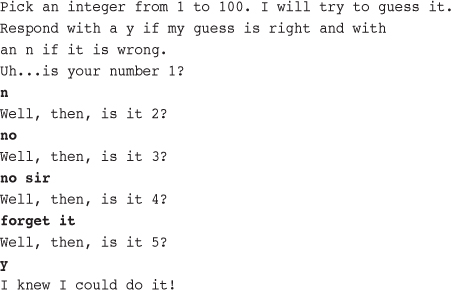 Pick an integer from 1 to 100. I will try to guess it.
Respond with a y if my guess is right and with
an n if it is wrong.
Uh...is your number 1?
n
Well, then, is it 2?
no
Well, then, is it 3?
no sir
Well, then, is it 4?
forget it
Well, then, is it 5?
y
I knew I could do it!